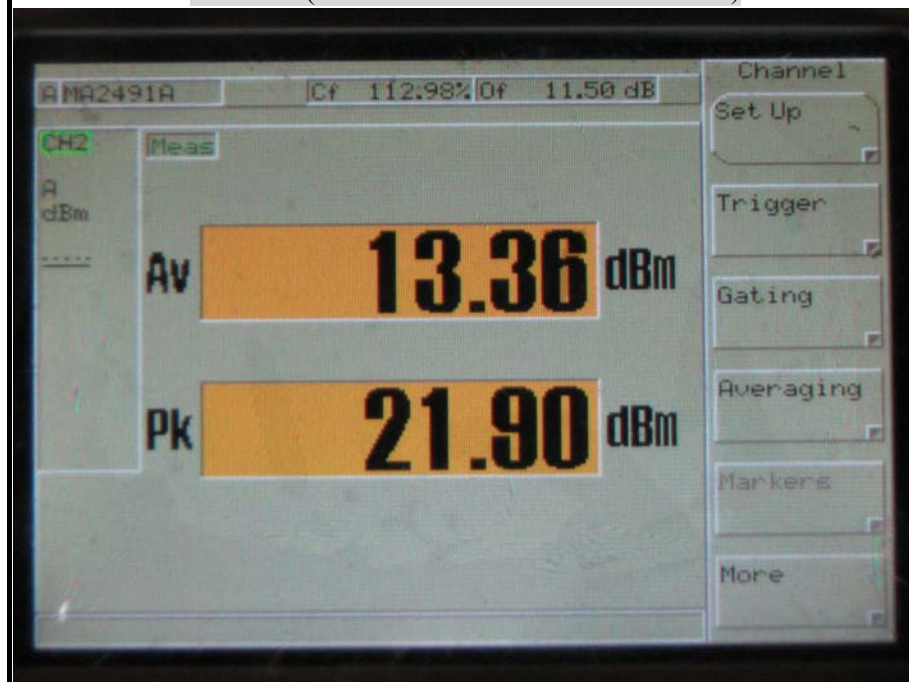 A MA2491A Cf 112.98% Of 11.50 dB
CH2
A
dBm
-----
Meas
Av 13.36 dBm
Pk 21.90 dBm
Channel
Set Up
Trigger
Gating
Averaging
Markers
More